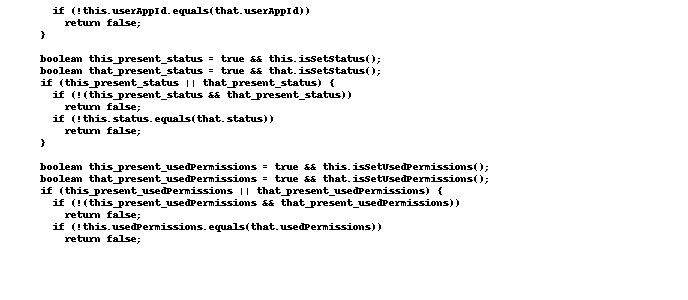 if (!this.userAppId.equals(that.userAppId))
        return false;
    }

    boolean this_present_status = true && this.isSetStatus();
    boolean that_present_status = true && that.isSetStatus();
    if (this_present_status || that_present_status) {
      if (!(this_present_status && that_present_status))
        return false;
      if (!this.status.equals(that.status))
        return false;
    }

    boolean this_present_usedPermissions = true && this.isSetUsedPermissions();
    boolean that_present_usedPermissions = true && that.isSetUsedPermissions();
    if (this_present_usedPermissions || that_present_usedPermissions) {
      if (!(this_present_usedPermissions && that_present_usedPermissions))
        return false;
      if (!this.usedPermissions.equals(that.usedPermissions))
        return false;